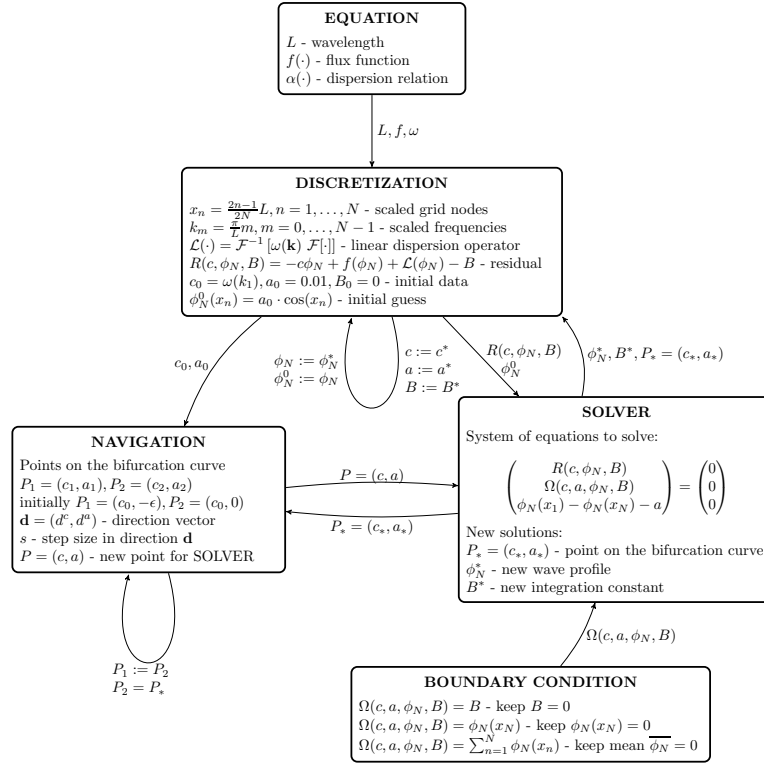 EQUATION
L - wavelength
f(·) - flux function
α(·) - dispersion relation
L, f, ω
DISCRETIZATION
x_n = \frac{2n-1}{2N}L, n = 1, . . . , N - scaled grid nodes
k_m = \frac{π}{L}m, m = 0, . . . , N − 1 - scaled frequencies
ℒ(·) = ℱ^{-1} [ω(𝐤) ℱ[·]] - linear dispersion operator
R(c, ϕ_N, B) = −cϕ_N + f(ϕ_N) + ℒ(ϕ_N) − B - residual
c_0 = ω(k_1), a_0 = 0.01, B_0 = 0 - initial data
ϕ_N^0(x_n) = a_0 · cos(x_n) - initial guess
c_0, a_0
ϕ_N := ϕ_N^*
ϕ_N^0 := ϕ_N
c := c^*
a := a^*
B := B^*
R(c, ϕ_N, B)
ϕ_N^0
ϕ_N^*, B^*, P_* = (c_*, a_*)
NAVIGATION
Points on the bifurcation curve
P_1 = (c_1, a_1), P_2 = (c_2, a_2)
initially P_1 = (c_0, −ϵ), P_2 = (c_0, 0)
𝐝 = (d^c, d^a) - direction vector
s - step size in direction 𝐝
P = (c, a) - new point for SOLVER
P_1 := P_2
P_2 = P_*
P = (c, a)
P_* = (c_*, a_*)
SOLVER
System of equations to solve:
R(c, ϕ_N, B) 0
Ω(c, a, ϕ_N, B) = 0
ϕ_N(x_1) − ϕ_N(x_N) − a 0
New solutions:
P_* = (c_*, a_*) - point on the bifurcation curve
ϕ_N^* - new wave profile
B^* - new integration constant
Ω(c, a, ϕ_N, B)
BOUNDARY CONDITION
Ω(c, a, ϕ_N, B) = B - keep B = 0
Ω(c, a, ϕ_N, B) = ϕ_N(x_N) - keep ϕ_N(x_N) = 0
Ω(c, a, ϕ_N, B) = \sum_{n=1}^{N} ϕ_N(x_n) - keep mean \overline{ϕ_N} = 0